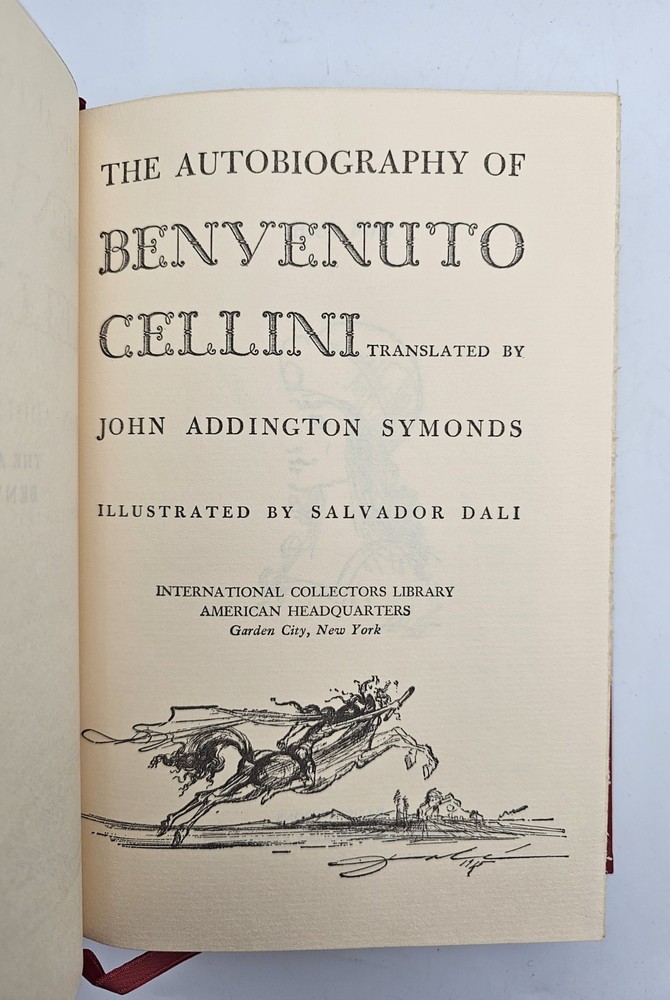 THE AUTOBIOGRAPHY OF
BENVENUTO
CELLINI TRANSLATED BY
JOHN ADDINGTON SYMONDS
ILLUSTRATED BY SALVADOR DALI
INTERNATIONAL COLLECTORS LIBRARY
AMERICAN HEADQUARTERS
Garden City, New York
Dalí